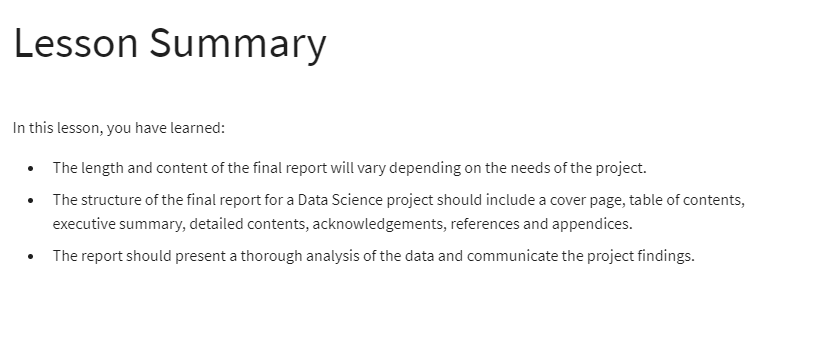 Lesson Summary
In this lesson, you have learned:
• The length and content of the final report will vary depending on the needs of the project.
• The structure of the final report for a Data Science project should include a cover page, table of contents,
executive summary, detailed contents, acknowledgements, references and appendices.
• The report should present a thorough analysis of the data and communicate the project findings.